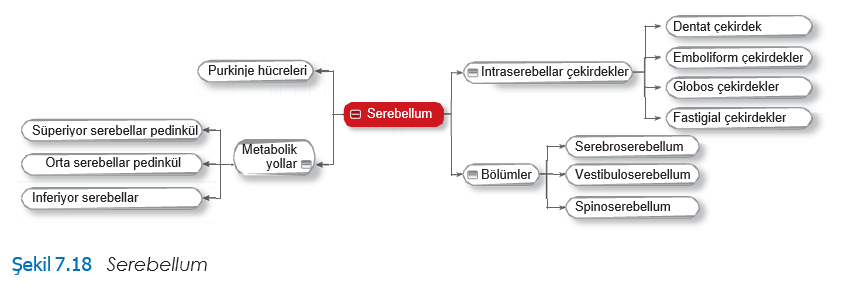 Purkinje hücreleri
Süperiyor serebellar pedinkül
Orta serebellar pedinkül
Inferiyor serebellar
Metabolik
yollar
Serebellum
Intraserebellar çekirdekler
Dentat çekirdek
Emboliform çekirdekler
Globos çekirdekler
Fastigial çekirdekler
Bölümler
Serebroserebellum
Vestibuloserebellum
Spinoserebellum
Şekil 7.18 Serebellum